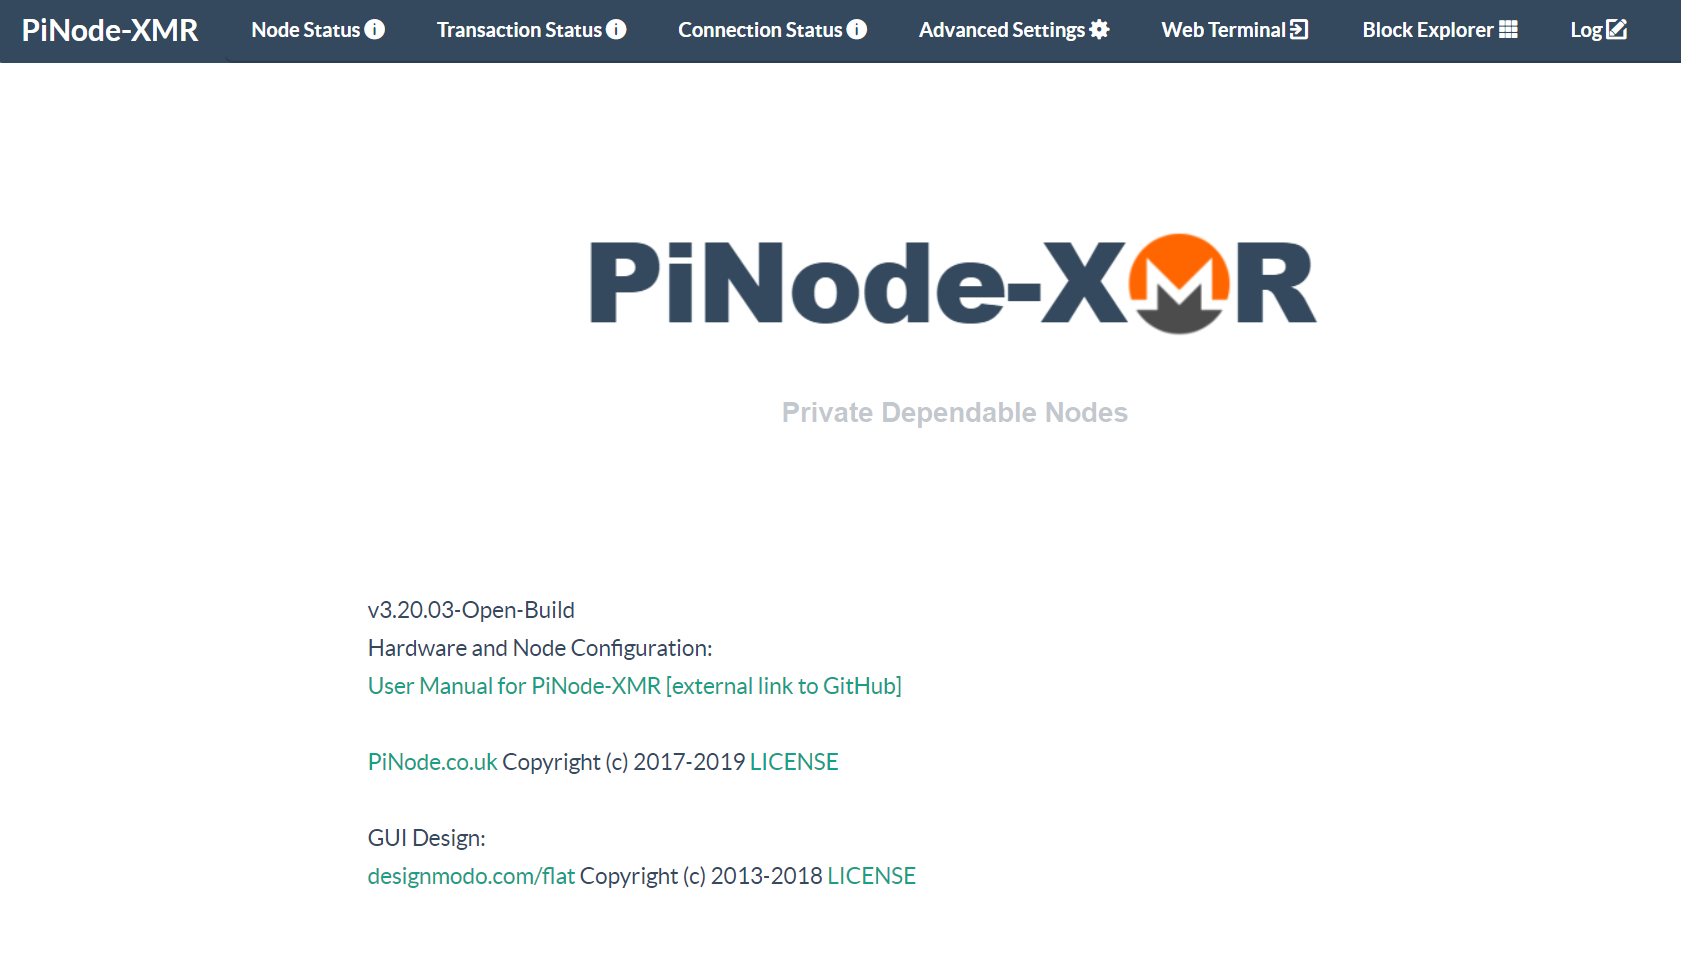 PiNode-XMR
Node Status
Transaction Status
Connection Status
Advanced Settings
Web Terminal
Block Explorer
Log
PiNode-XMR
Private Dependable Nodes
v3.20.03-Open-Build
Hardware and Node Configuration:
User Manual for PiNode-XMR [external link to GitHub]
PiNode.co.uk Copyright (c) 2017-2019 LICENSE
GUI Design:
designmodo.com/flat Copyright (c) 2013-2018 LICENSE